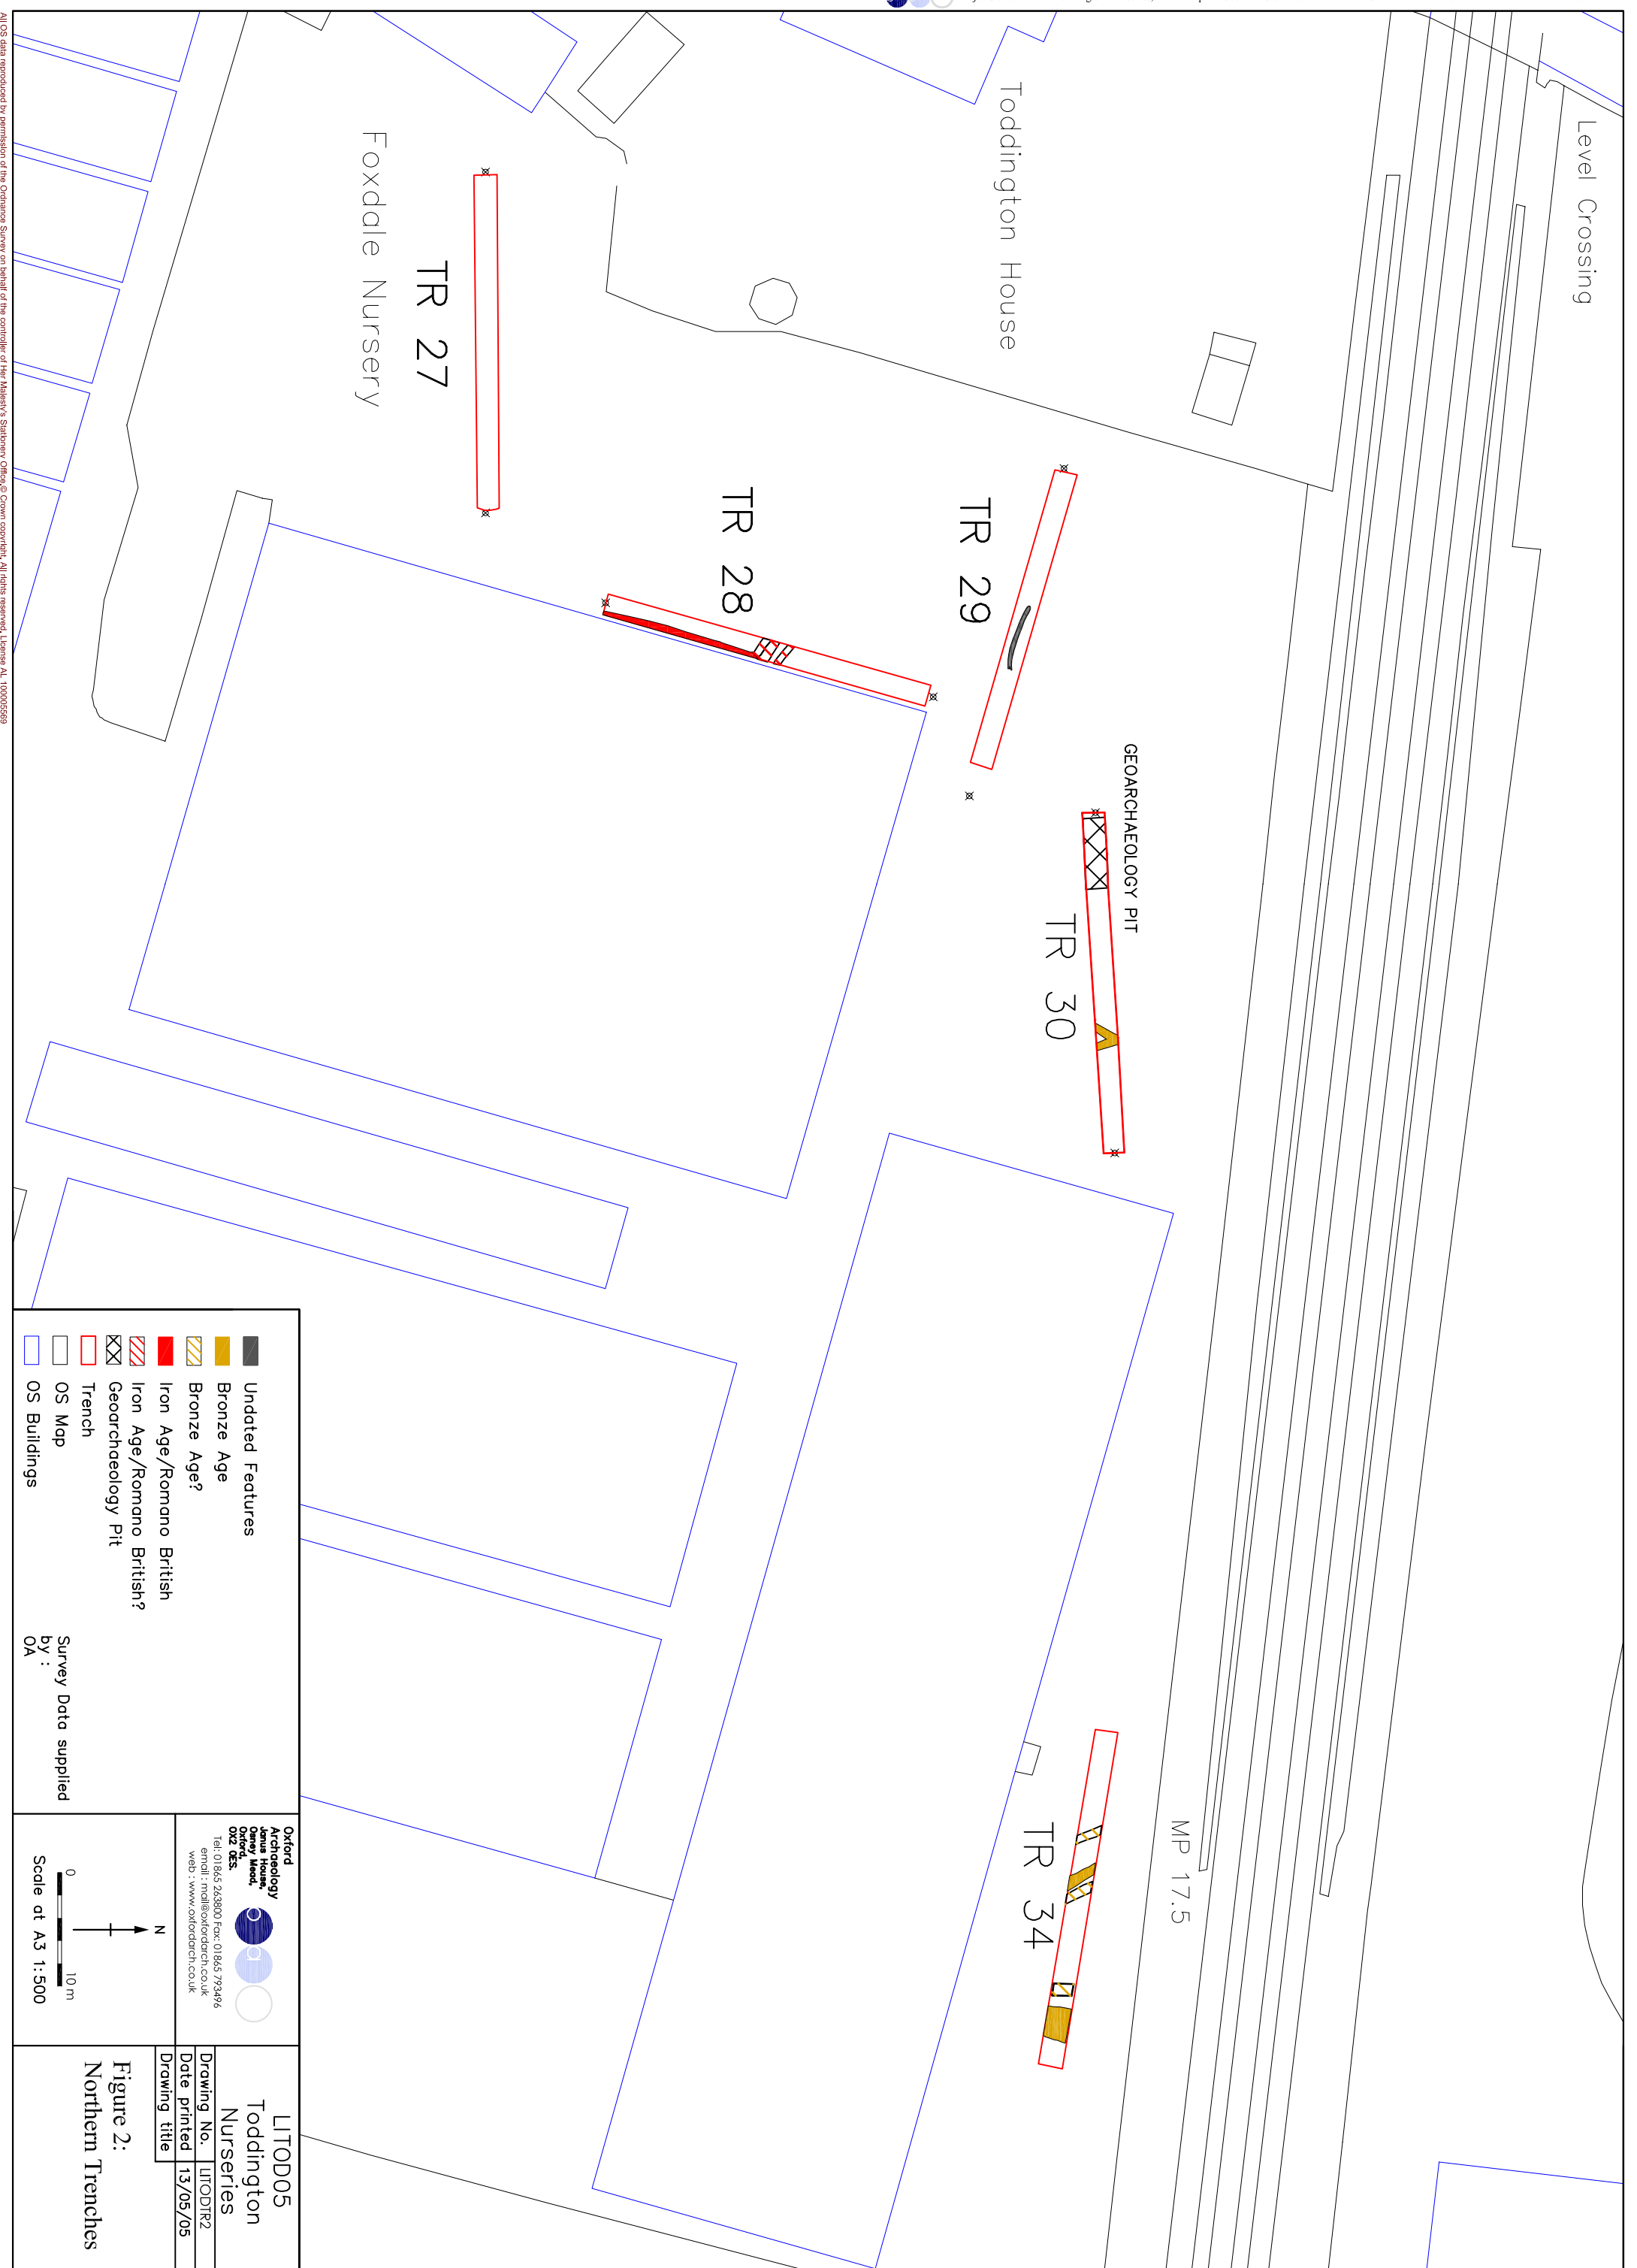 Level Crossing
Toddington House
Foxdale Nursery
TR 27
TR 28
TR 29
GEOARCHAEOLOGY PIT
TR 30
MP 17.5
TR 34
Undated Features
Bronze Age
Bronze Age?
Iron Age/Romano British
Iron Age/Romano British?
Geoarchaeology Pit
Trench
OS Map
OS Buildings
Survey Data supplied
by :
OA
Oxford
Archaeology
Janus House,
Osney Mead,
Oxford,
OX2 0ES.
Tel: 01865 263800 Fax: 01865 793496
email : mail@oxfordarch.co.uk
web : www.oxfordarch.co.uk
N
0 10 m
Scale at A3 1:500
LITOD05
Toddington
Nurseries
Drawing No. LITODTR2
Date printed 13/05/05
Drawing title
Figure 2:
Northern Trenches
All OS data reproduced by permission of the Ordnance Survey on behalf of the controller of Her Majesty's Stationery Office,© Crown copyright, All rights reserved. License AL 100005569